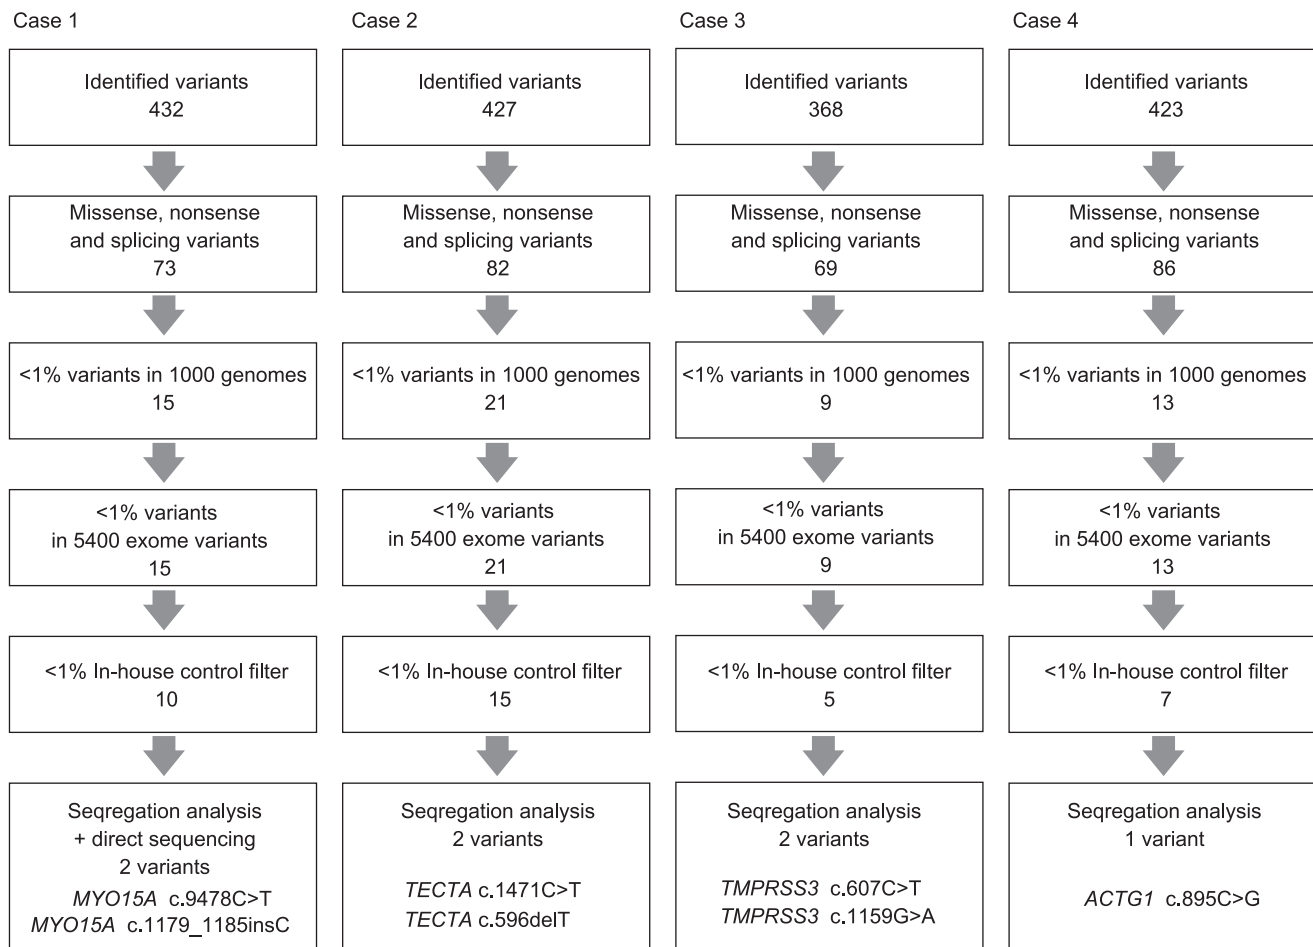 Case 1
Identified variants
432
Missense, nonsense
and splicing variants
73
<1% variants in 1000 genomes
15
<1% variants
in 5400 exome variants
15
<1% In-house control filter
10
Seqregation analysis
+ direct sequencing
2 variants
MYO15A c.9478C>T
MYO15A c.1179_1185insC
Case 2
Identified variants
427
Missense, nonsense
and splicing variants
82
<1% variants in 1000 genomes
21
<1% variants
in 5400 exome variants
21
<1% In-house control filter
15
Seqregation analysis
2 variants
TECTA c.1471C>T
TECTA c.596delT
Case 3
Identified variants
368
Missense, nonsense
and splicing variants
69
<1% variants in 1000 genomes
9
<1% variants
in 5400 exome variants
9
<1% In-house control filter
5
Seqregation analysis
2 variants
TMPRSS3 c.607C>T
TMPRSS3 c.1159G>A
Case 4
Identified variants
423
Missense, nonsense
and splicing variants
86
<1% variants in 1000 genomes
13
<1% variants
in 5400 exome variants
13
<1% In-house control filter
7
Seqregation analysis
1 variant
ACTG1 c.895C>G